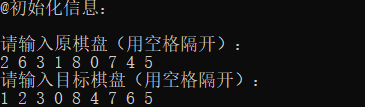 @初始化信息：
请输入原棋盘（用空格隔开）：
2 6 3 1 8 0 7 4 5
请输入目标棋盘（用空格隔开）：
1 2 3 0 8 4 7 6 5